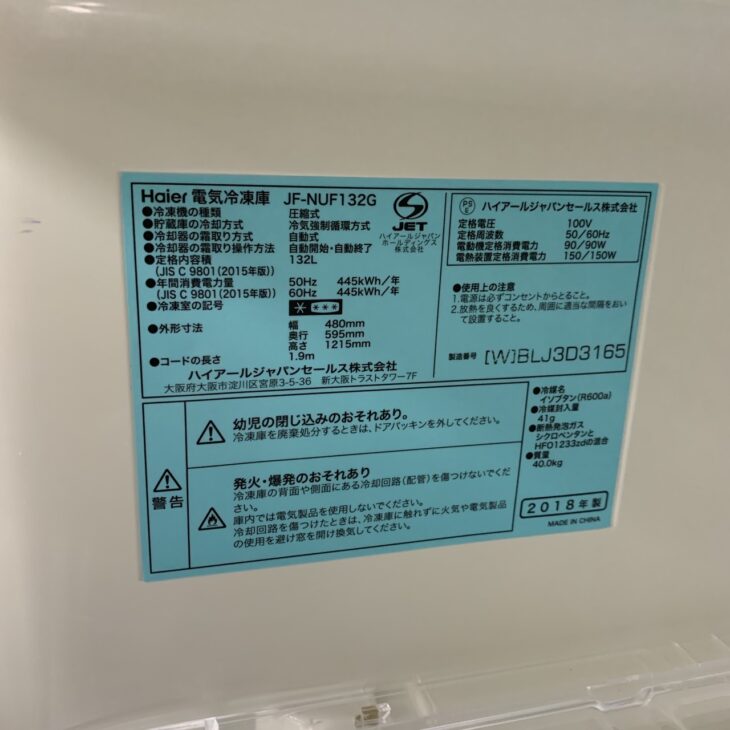 Haier 電気冷凍庫 JF-NUF132G
●冷凍機の種類 圧縮式
●貯蔵庫の冷却方式 冷気強制循環方式
●冷却器の霜取り方式 自動式
●冷却器の霜取り操作方法 自動開始・自動終了
●定格内容積 132L
(JIS C 9801(2015年版))
●年間消費電力量 50Hz 445kWh/年
(JIS C 9801(2015年版)) 60Hz 445kWh/年
●冷凍室の記号
●外形寸法 幅 480mm
奥行 595mm
高さ 1215mm
●コードの長さ 1.9m
ハイアールジャパンセールス株式会社
大阪府大阪市淀川区宮原3-5-36 新大阪トラストタワー7F
S
JET
ハイアールジャパン
ホールディングス
株式会社
PS
E
ハイアールジャパンセールス株式会社
定格電圧 100V
定格周波数 50/60Hz
電動機定格消費電力 90/90W
電熱装置定格消費電力 150/150W
●使用上の注意
1.電源は必ずコンセントからとること。
2.放熱を良くするため、周囲に適当な間隔をおい
て設置すること。
製造番号 [W]BLJ3D3165
警告
幼児の閉じ込みのおそれあり。
冷凍庫を廃棄処分するときは、ドアパッキンを外してください。
発火・爆発のおそれあり
冷凍庫の背面や側面にある冷却回路(配管)を傷つけないでくだ
さい。
庫内では電気製品を使用しないでください。
冷却回路を傷つけたときは、冷凍庫に触れずに火気や電気製品
の使用を避け窓を開け換気してください。
●冷媒名
イソブタン(R600a)
●冷媒封入量
41g
●断熱発泡ガス
シクロペンタンと
HFO1233zdの混合
●質量
40.0kg
2018年製
MADE IN CHINA